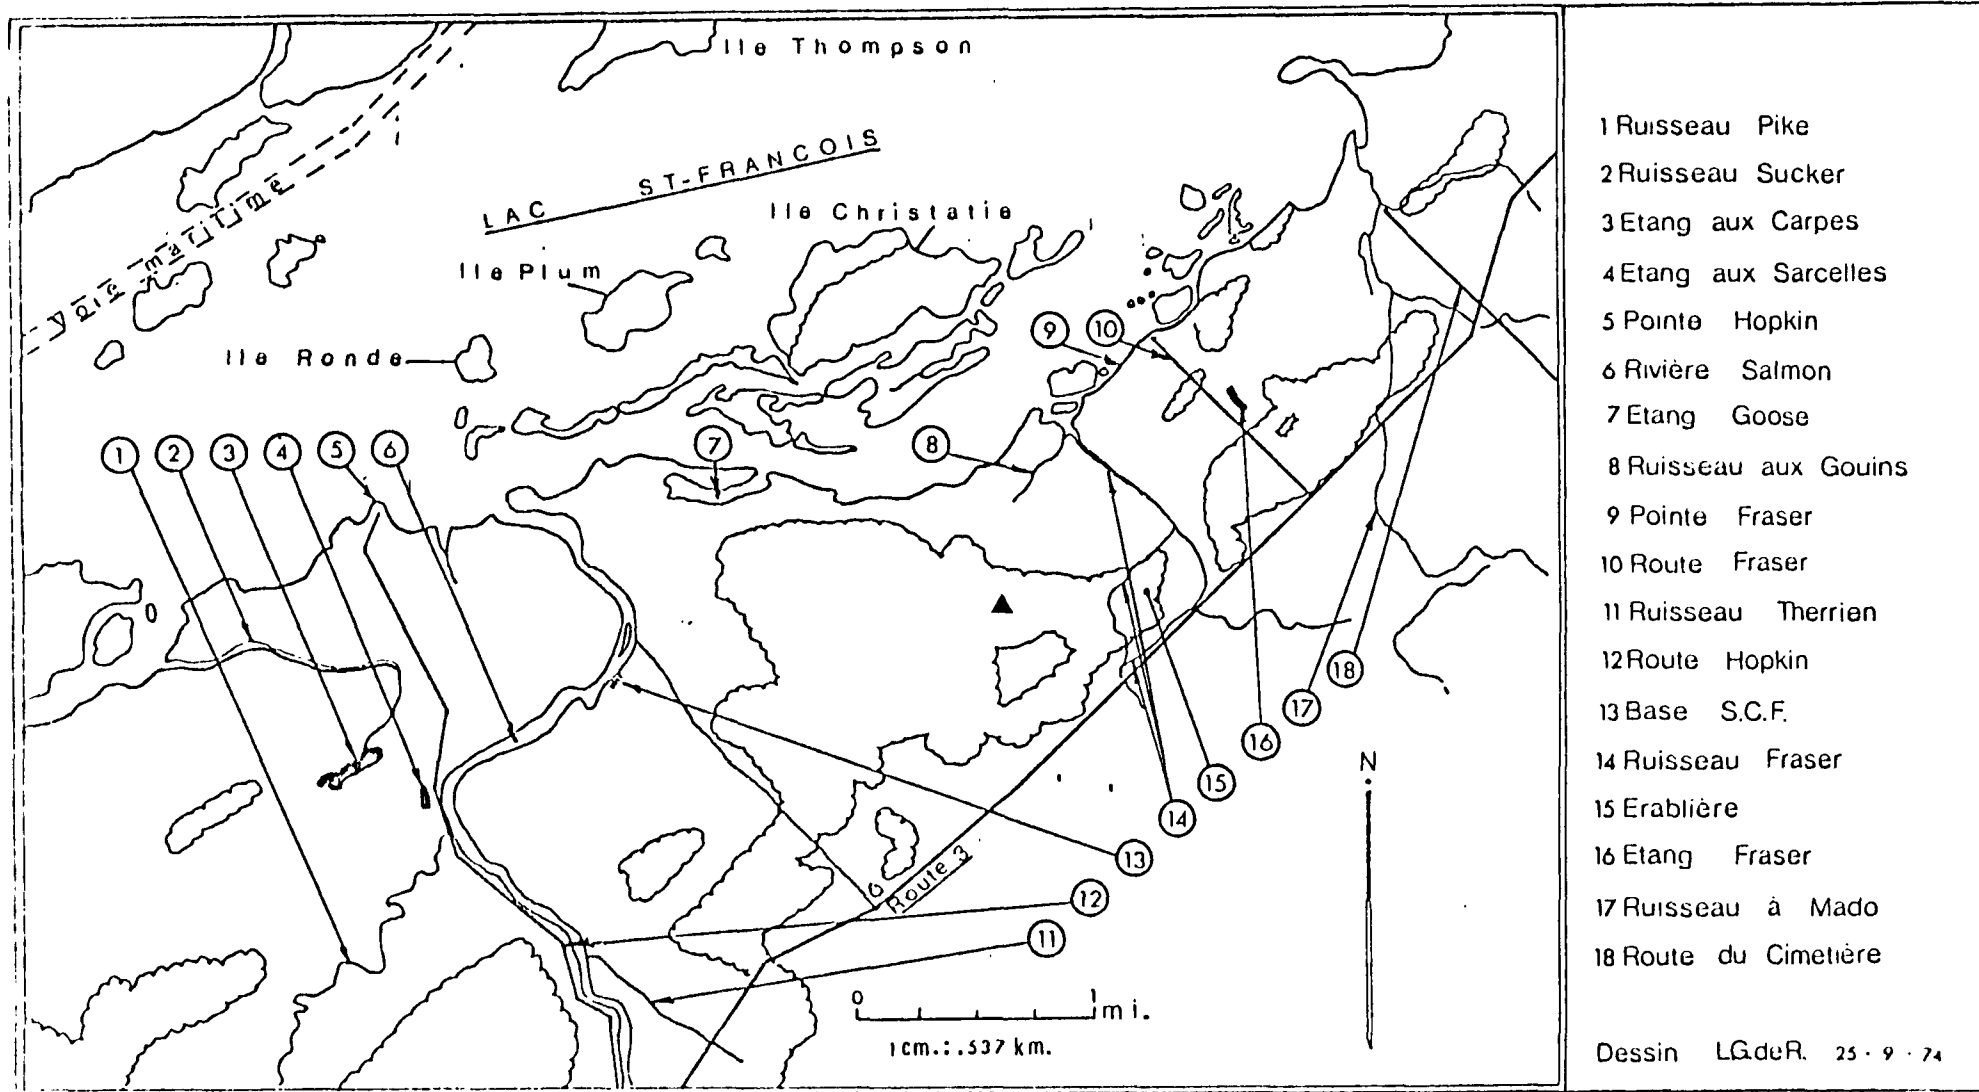 Ile Thompson
LAC ST-FRANCOIS
Voie maritime
Ile Christatie
Ile Plum
Ile Ronde
9
10
1
2
3
4
5
6
7
8
18
17
16
15
14
13
12
11
Route 3
N
0 1 mi.
1cm.:.537 km.
1 Ruisseau Pike
2 Ruisseau Sucker
3 Etang aux Carpes
4 Etang aux Sarcelles
5 Pointe Hopkin
6 Rivière Salmon
7 Etang Goose
8 Ruisseau aux Gouins
9 Pointe Fraser
10 Route Fraser
11 Ruisseau Therrien
12 Route Hopkin
13 Base S.C.F.
14 Ruisseau Fraser
15 Erablière
16 Etang Fraser
17 Ruisseau à Mado
18 Route du Cimetière
Dessin L.G.deR. 25 · 9 · 74